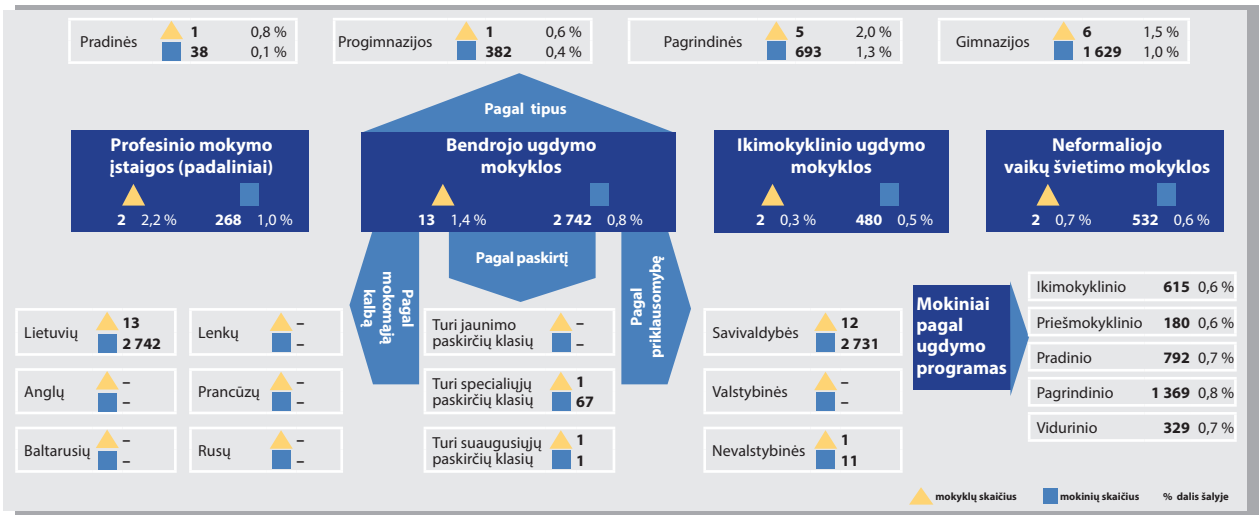 Pradinės 1 0,8 %
38 0,1 %
Progimnazijos 1 0,6 %
382 0,4 %
Pagrindinės 5 2,0 %
693 1,3 %
Gimnazijos 6 1,5 %
1 629 1,0 %
Pagal tipus
Profesinio mokymo
įstaigos (padaliniai)
2 2,2 % 268 1,0 %
Bendrojo ugdymo
mokyklos
13 1,4 % 2 742 0,8 %
Ikimokyklinio ugdymo
mokyklos
2 0,3 % 480 0,5 %
Neformaliojo
vaikų švietimo mokyklos
2 0,7 % 532 0,6 %
Pagal
mokomąją
kalbą
Pagal paskirtį
Pagal
priklausomybę
Lietuvių 13
2 742
Lenkų –
–
Anglų –
–
Prancūzų –
–
Baltarusių –
–
Rusų –
–
Turi jaunimo –
paskirčių klasių –
Turi specialiųjų 1
paskirčių klasių 67
Turi suaugusiųjų 1
paskirčių klasių 1
Savivaldybės 12
2 731
Valstybinės –
–
Nevalstybinės 1
11
Mokiniai
pagal
ugdymo
programas
Ikimokyklinio 615 0,6 %
Priešmokyklinio 180 0,6 %
Pradinio 792 0,7 %
Pagrindinio 1 369 0,8 %
Vidurinio 329 0,7 %
mokyklų skaičius mokinių skaičius % dalis šalyje